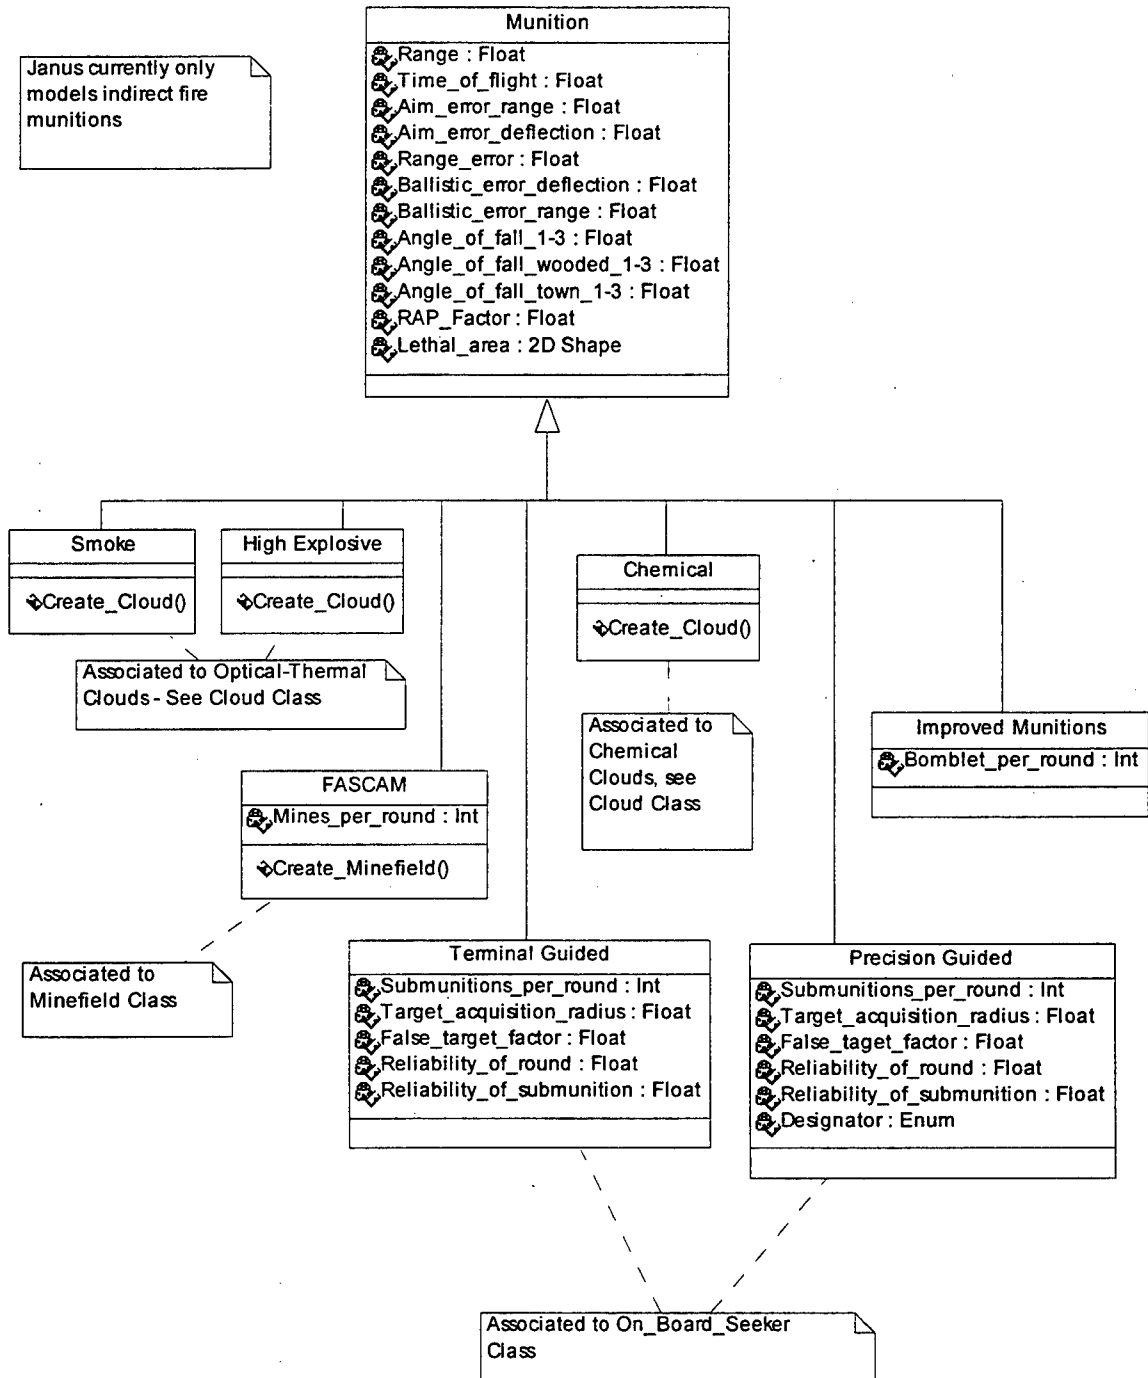 Munition
Range : Float
Time_of_flight : Float
Aim_error_range : Float
Aim_error_deflection : Float
Range_error : Float
Ballistic_error_deflection : Float
Ballistic_error_range : Float
Angle_of_fall_1-3 : Float
Angle_of_fall_wooded_1-3 : Float
Angle_of_fall_town_1-3 : Float
RAP_Factor : Float
Lethal_area : 2D Shape
Janus currently only
models indirect fire
munitions
Smoke
Create_Cloud()
High Explosive
Create_Cloud()
Associated to Optical-Thermal
Clouds - See Cloud Class
Chemical
Create_Cloud()
Associated to
Chemical
Clouds, see
Cloud Class
Improved Munitions
Bomblet_per_round : Int
FASCAM
Mines_per_round : Int
Create_Minefield()
Associated to
Minefield Class
Terminal Guided
Submunitions_per_round : Int
Target_acquisition_radius : Float
False_target_factor : Float
Reliability_of_round : Float
Reliability_of_submunition : Float
Precision Guided
Submunitions_per_round : Int
Target_acquisition_radius : Float
False_taget_factor : Float
Reliability_of_round : Float
Reliability_of_submunition : Float
Designator : Enum
Associated to On_Board_Seeker
Class